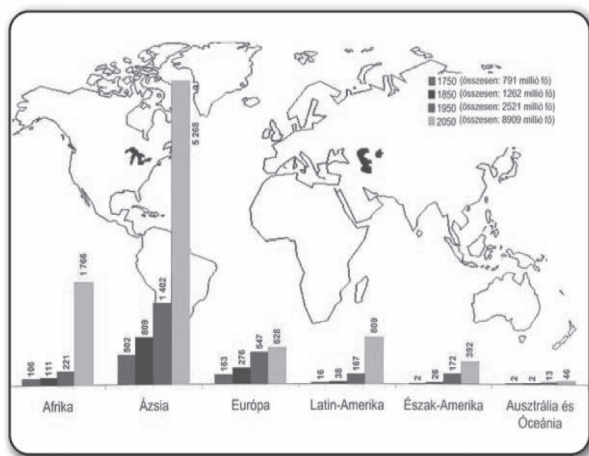 1750 (összesen: 791 millió fő)
1850 (összesen: 1262 millió fő)
1950 (összesen: 2521 millió fő)
2050 (összesen: 8909 millió fő)
106
111
221
1 766
502
809
1 402
5 268
163
276
547
628
16
38
167
809
2
26
172
392
2
2
13
46
Afrika
Ázsia
Európa
Latin-Amerika
Észak-Amerika
Ausztrália és
Óceánia